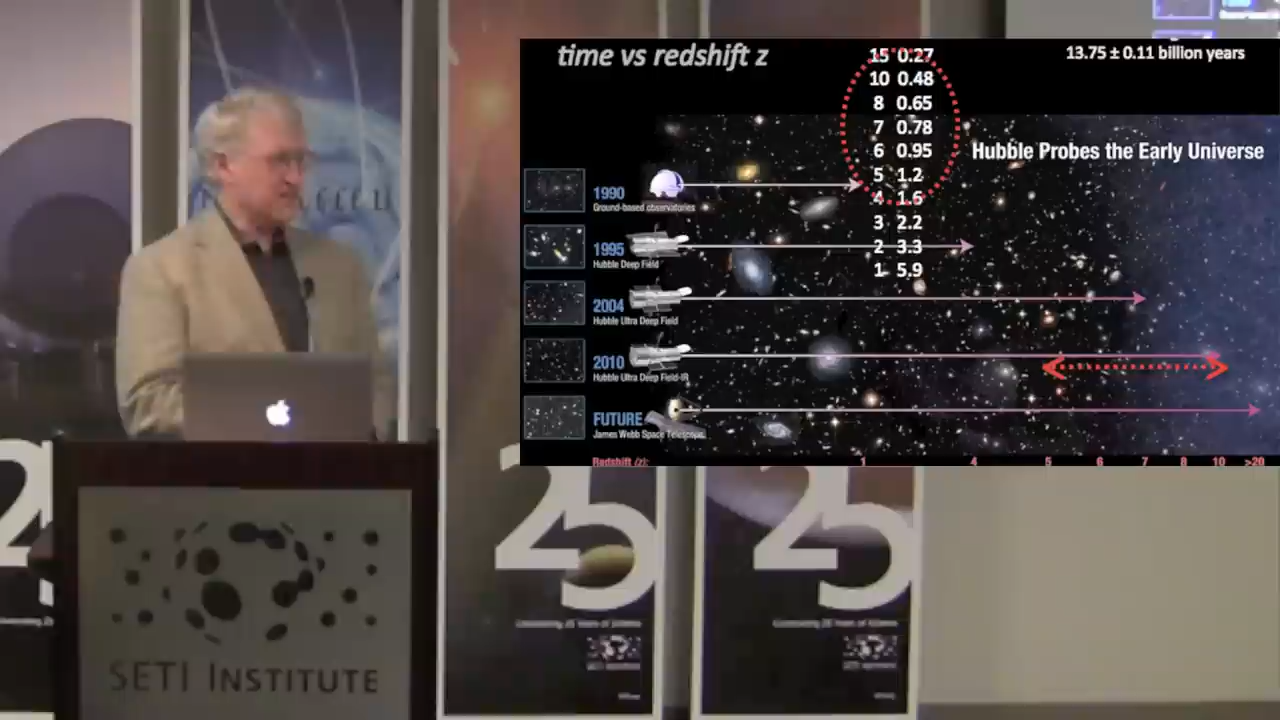 time vs redshift z
13.75 ± 0.11 billion years
15 0.27
10 0.48
8 0.65
7 0.78
6 0.95
5 1.2
4 1.6
3 2.2
2 3.3
1 5.9
Hubble Probes the Early Universe
1990
Ground-based observatories
1995
Hubble Deep Field
2004
Hubble Ultra Deep Field
2010
Hubble Ultra Deep Field-IR
FUTURE
James Webb Space Telescope
Redshift (z): 1 4 5 6 7 8 10 >20
2
25
25
SETI INSTITUTE